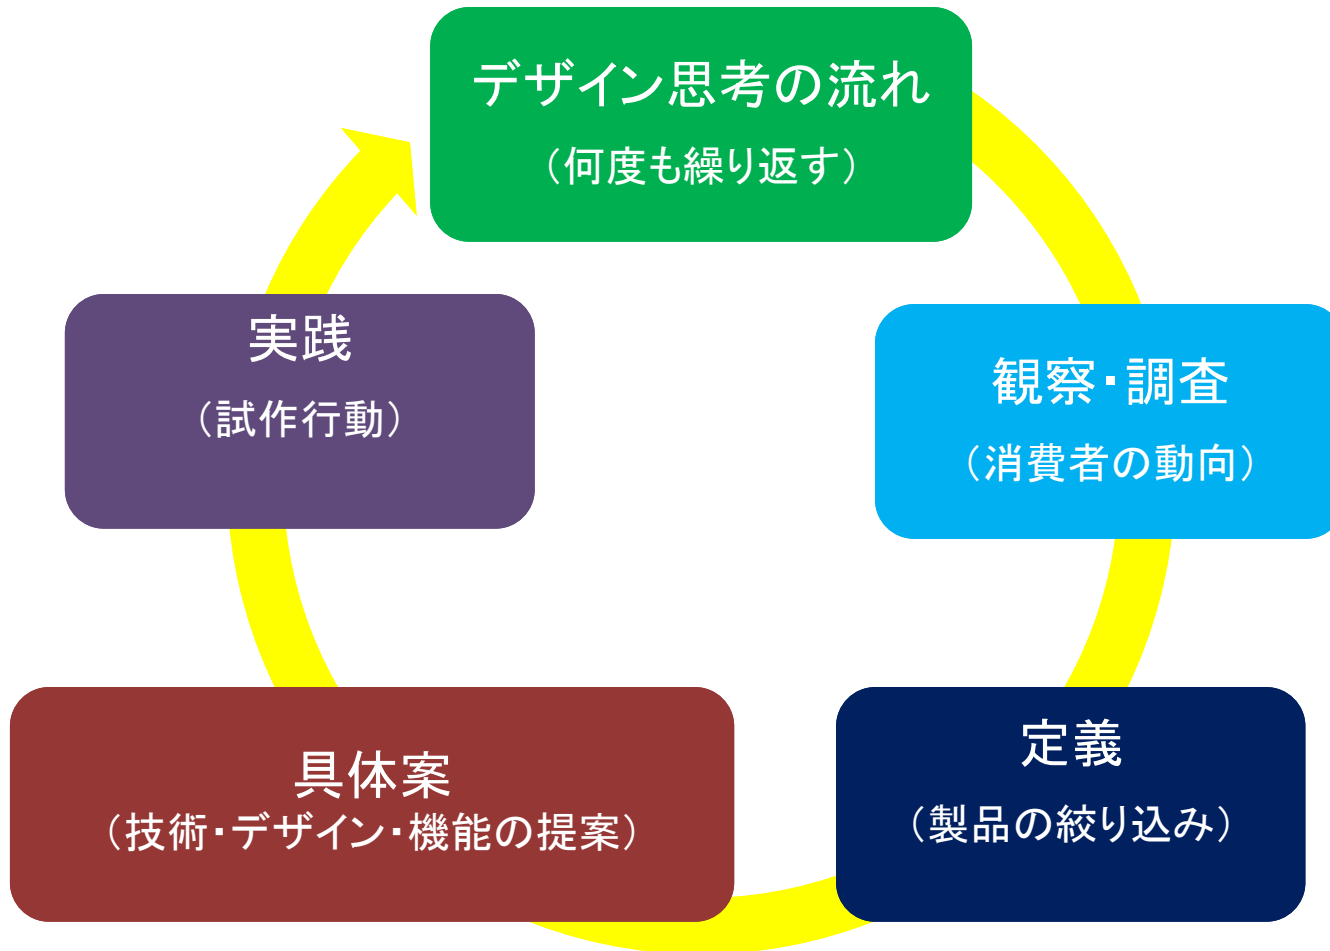 デザイン思考の流れ
（何度も繰り返す）
観察・調査
（消費者の動向）
定義
（製品の絞り込み）
具体案
（技術・デザイン・機能の提案）
実践
（試作行動）